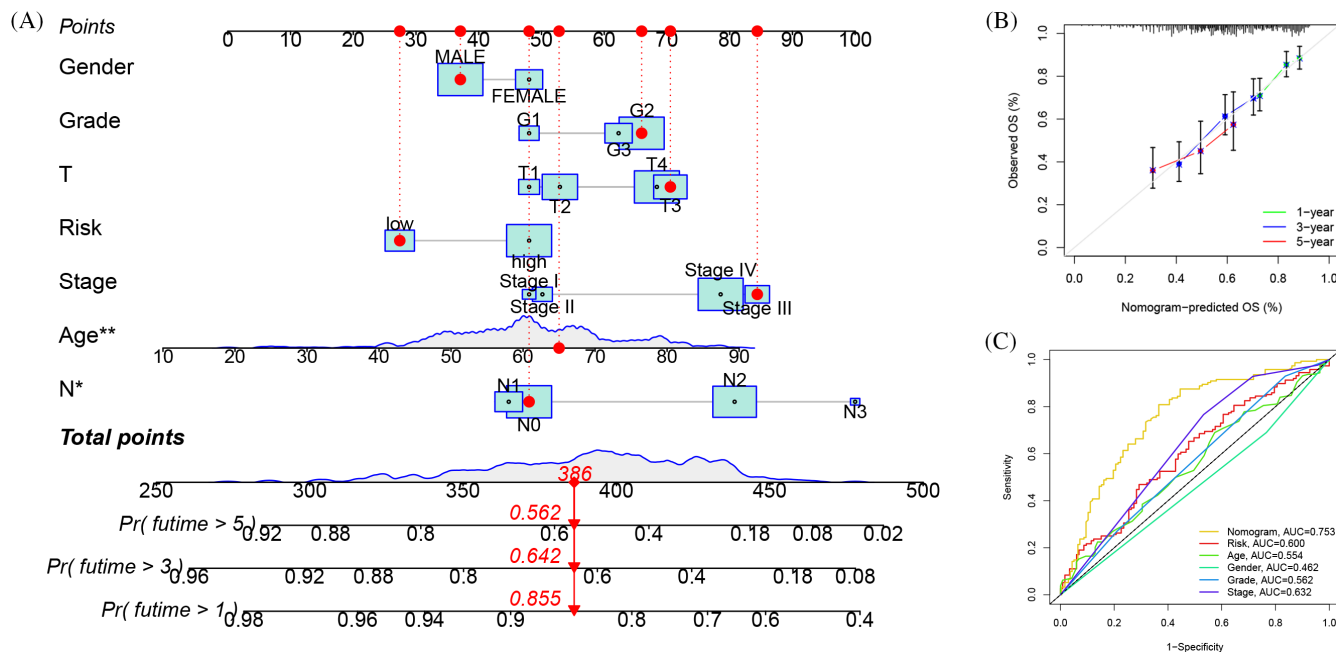 (A)
Points
0 10 20 30 40 50 60 70 80 90 100
Gender
MALE
FEMALE
Grade
G1
G2
G3
T
T1
T2
T4
T3
Risk
low
high
Stage
Stage I
Stage II
Stage IV
Stage III
Age**
10 20 30 40 50 60 70 80 90
N*
N1
N0
N2
N3
Total points
386
250 300 350 400 450 500
0.562
Pr( futime > 5 )
0.92 0.88 0.8 0.6 0.4 0.18 0.08 0.02
0.642
Pr( futime > 3 )
0.96 0.92 0.88 0.8 0.6 0.4 0.18 0.08
0.855
Pr( futime > 1 )
0.98 0.96 0.94 0.9 0.8 0.7 0.6 0.4
(B)
Observed OS (%)
1.0
0.8
0.6
0.4
0.2
0.0
0.0 0.2 0.4 0.6 0.8 1.0
Nomogram-predicted OS (%)
1-year
3-year
5-year
(C)
Sensitivity
1.0
0.8
0.6
0.4
0.2
0.0
0.0 0.2 0.4 0.6 0.8 1.0
1-Specificity
Nomogram, AUC=0.753
Risk, AUC=0.600
Age, AUC=0.554
Gender, AUC=0.462
Grade, AUC=0.562
Stage, AUC=0.632